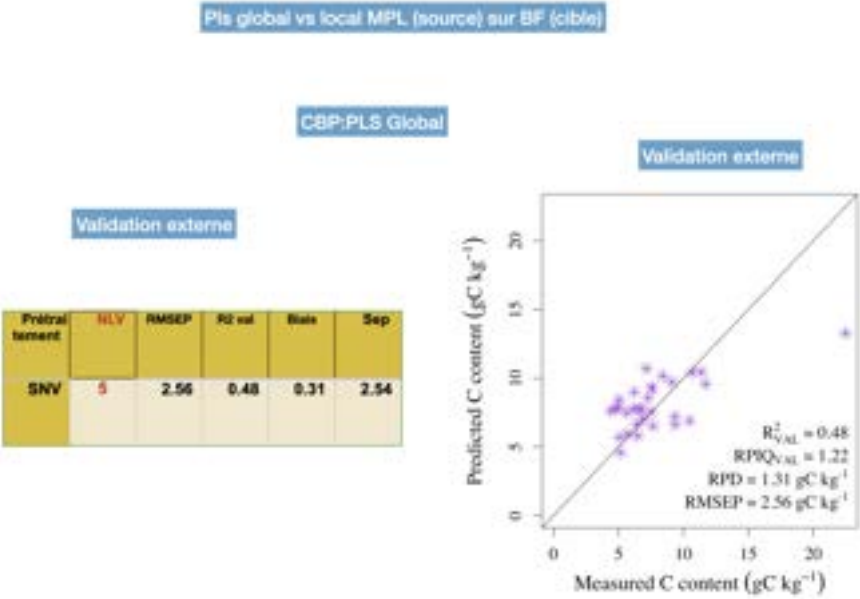 Pls global vs local MPL (source) sur BF (cible)
CBP:PLS Global
Validation externe
Validation externe
Prétrai
tement NLV RMSEP R2 val Biais Sep
SNV 5 2.56 0.48 0.31 2.54
Predicted C content (gC kg⁻¹)
20
15
10
5
0
R²VAL = 0.48
RPIQVAL = 1.22
RPD = 1.31 gC kg⁻¹
RMSEP = 2.56 gC kg⁻¹
0 5 10 15 20
Measured C content (gC kg⁻¹)